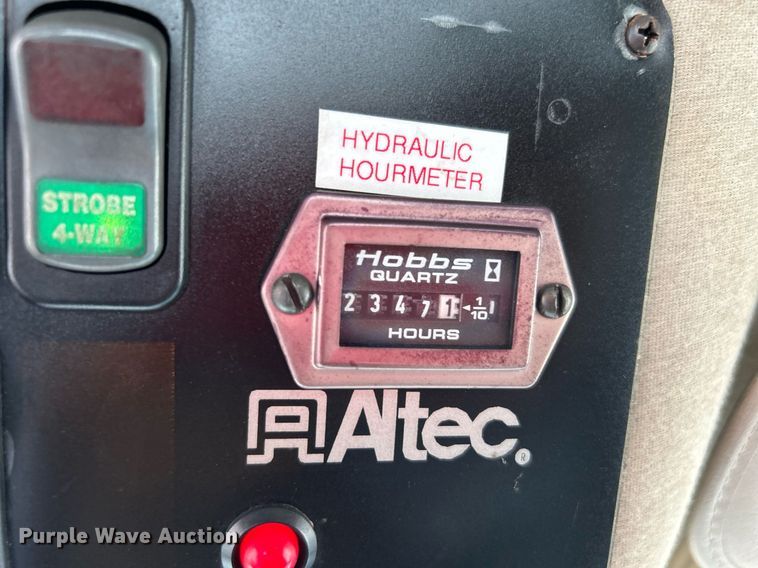 HYDRAULIC
HOURMETER
STROBE
4-WAY
Hobbs
QUARTZ
2 3 4 7 1 ◄ 1/10
HOURS
Altec®
Purple Wave Auction